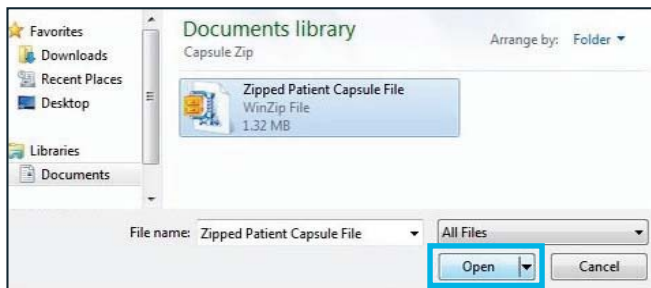 Favorites
Downloads
Recent Places
Desktop
Libraries
Documents
Documents library
Capsule Zip
Arrange by: Folder
Zipped Patient Capsule File
WinZip File
1.32 MB
File name: Zipped Patient Capsule File
All Files
Open
Cancel